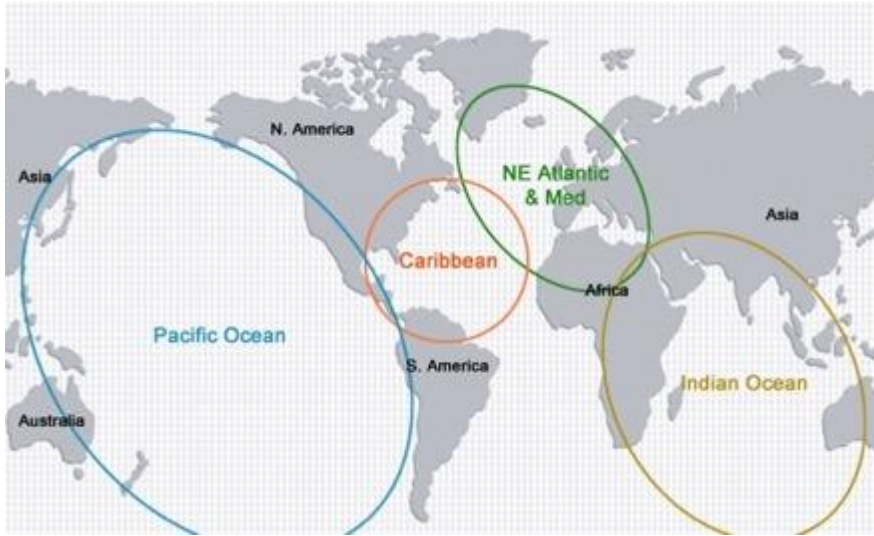 N. America
NE Atlantic
& Med
Asia
Asia
Caribbean
Africa
Pacific Ocean
S. America
Indian Ocean
Australia